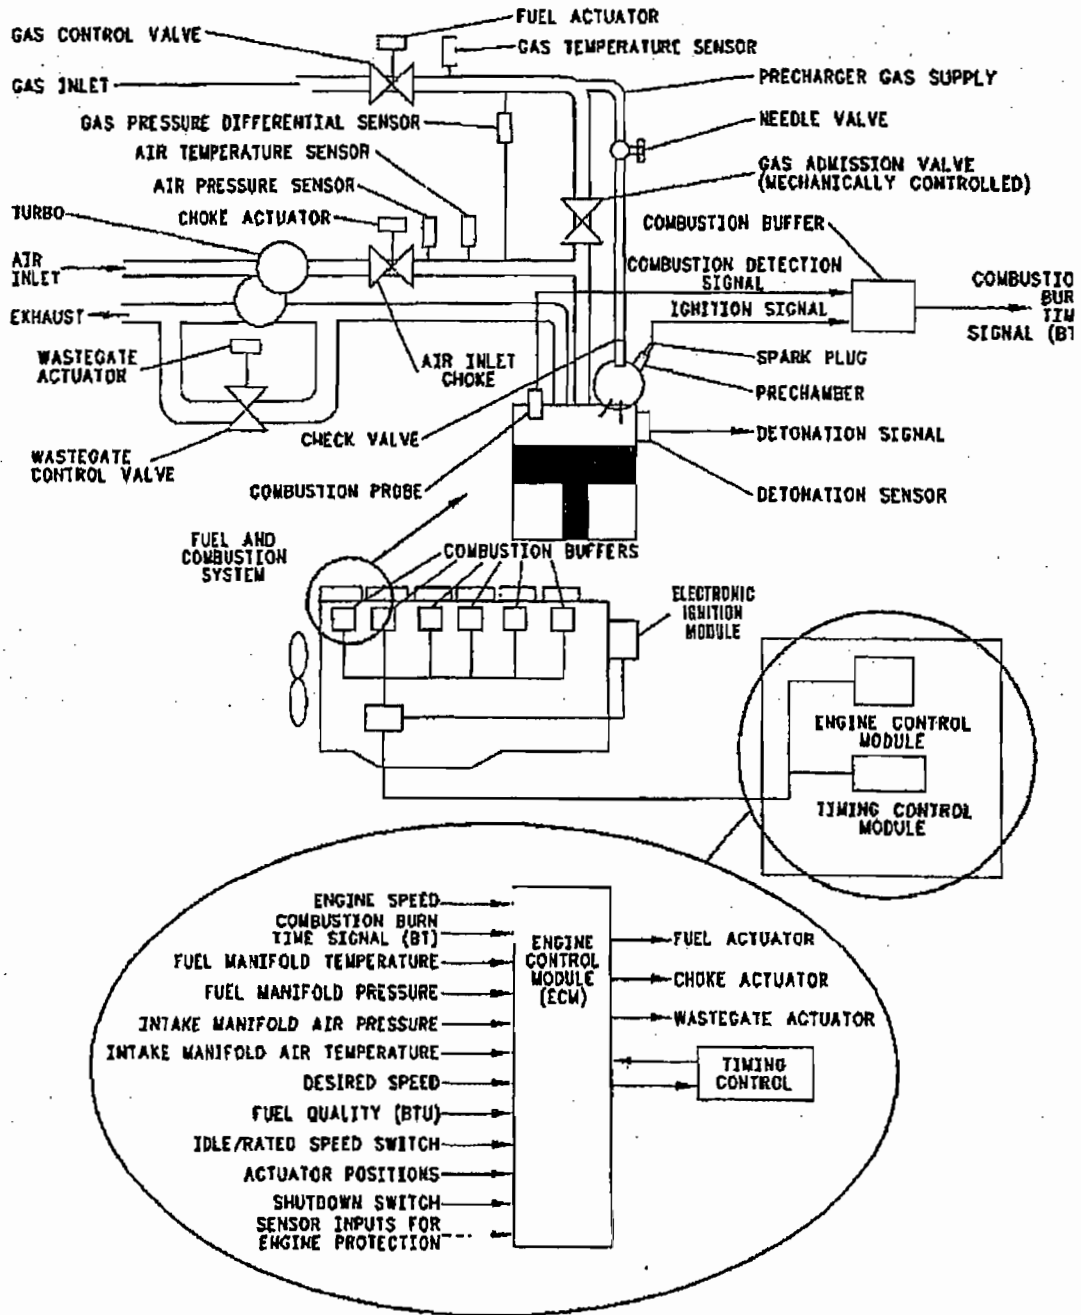 FUEL ACTUATOR
GAS CONTROL VALVE
GAS TEMPERATURE SENSOR
GAS INLET
PRECHARGER GAS SUPPLY
GAS PRESSURE DIFFERENTIAL SENSOR
NEEDLE VALVE
AIR TEMPERATURE SENSOR
GAS ADMISSION VALVE
(MECHANICALLY CONTROLLED)
AIR PRESSURE SENSOR
TURBO
CHOKE ACTUATOR
COMBUSTION BUFFER
AIR
INLET
COMBUSTION DETECTION
SIGNAL
COMBUSTIO
BUR
TIM
SIGNAL (BT
EXHAUST
IGNITION SIGNAL
WASTEGATE
ACTUATOR
AIR INLET
CHOKE
SPARK PLUG
PRECHAMBER
CHECK VALVE
DETONATION SIGNAL
WASTEGATE
CONTROL VALVE
COMBUSTION PROBE
DETONATION SENSOR
FUEL AND
COMBUSTION
SYSTEM
COMBUSTION BUFFERS
ELECTRONIC
IGNITION
MODULE
ENGINE CONTROL
MODULE
TIMING CONTROL
MODULE
ENGINE SPEED
COMBUSTION BURN
TIME SIGNAL (BT)
FUEL MANIFOLD TEMPERATURE
FUEL MANIFOLD PRESSURE
INTAKE MANIFOLD AIR PRESSURE
INTAKE MANIFOLD AIR TEMPERATURE
DESIRED SPEED
FUEL QUALITY (BTU)
IDLE/RATED SPEED SWITCH
ACTUATOR POSITIONS
SHUTDOWN SWITCH
SENSOR INPUTS FOR
ENGINE PROTECTION
ENGINE
CONTROL
MODULE
(ECM)
FUEL ACTUATOR
CHOKE ACTUATOR
WASTEGATE ACTUATOR
TIMING
CONTROL